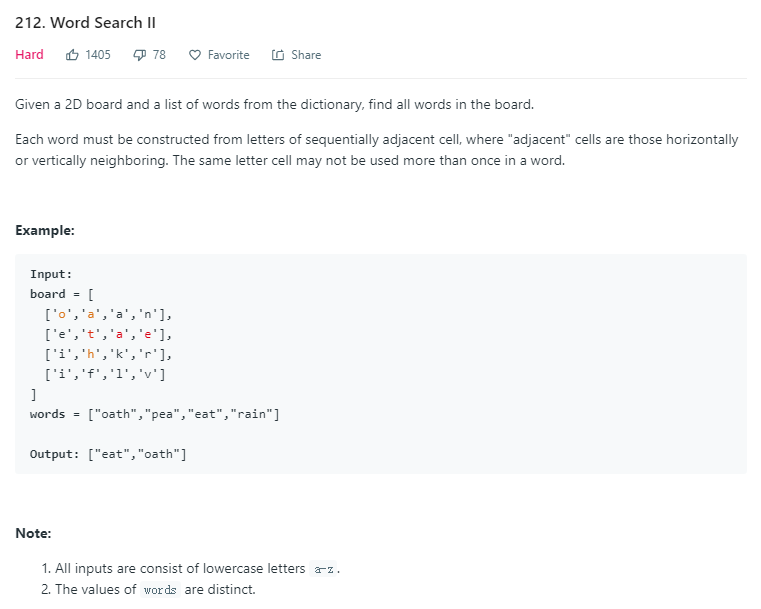 212. Word Search II
Hard 1405 78 Favorite Share
Given a 2D board and a list of words from the dictionary, find all words in the board.
Each word must be constructed from letters of sequentially adjacent cell, where "adjacent" cells are those horizontally
or vertically neighboring. The same letter cell may not be used more than once in a word.
Example:
Input:
board = [
['o','a','a','n'],
['e','t','a','e'],
['i','h','k','r'],
['i','f','l','v']
]
words = ["oath","pea","eat","rain"]
Output: ["eat","oath"]
Note:
1. All inputs are consist of lowercase letters a-z.
2. The values of words are distinct.